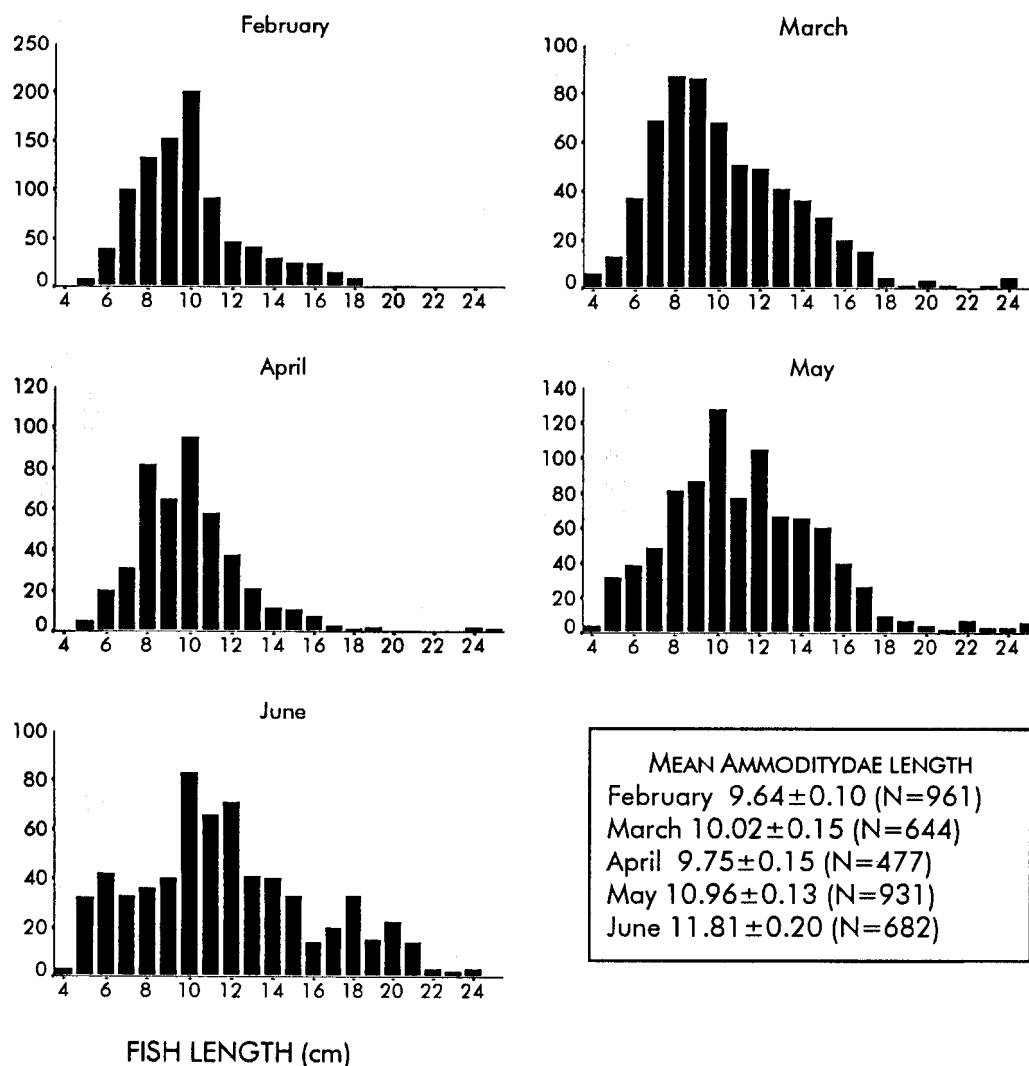 February
250
200
150
100
50
0
4 6 8 10 12 14 16 18 20 22 24
March
100
80
60
40
20
0
4 6 8 10 12 14 16 18 20 22 24
April
120
100
80
60
40
20
0
4 6 8 10 12 14 16 18 20 22 24
May
140
120
100
80
60
40
20
0
4 6 8 10 12 14 16 18 20 22 24
June
100
80
60
40
20
0
4 6 8 10 12 14 16 18 20 22 24
FISH LENGTH (cm)
MEAN AMMODITYDAE LENGTH
February 9.64±0.10 (N=961)
March 10.02±0.15 (N=644)
April 9.75±0.15 (N=477)
May 10.96±0.13 (N=931)
June 11.81±0.20 (N=682)